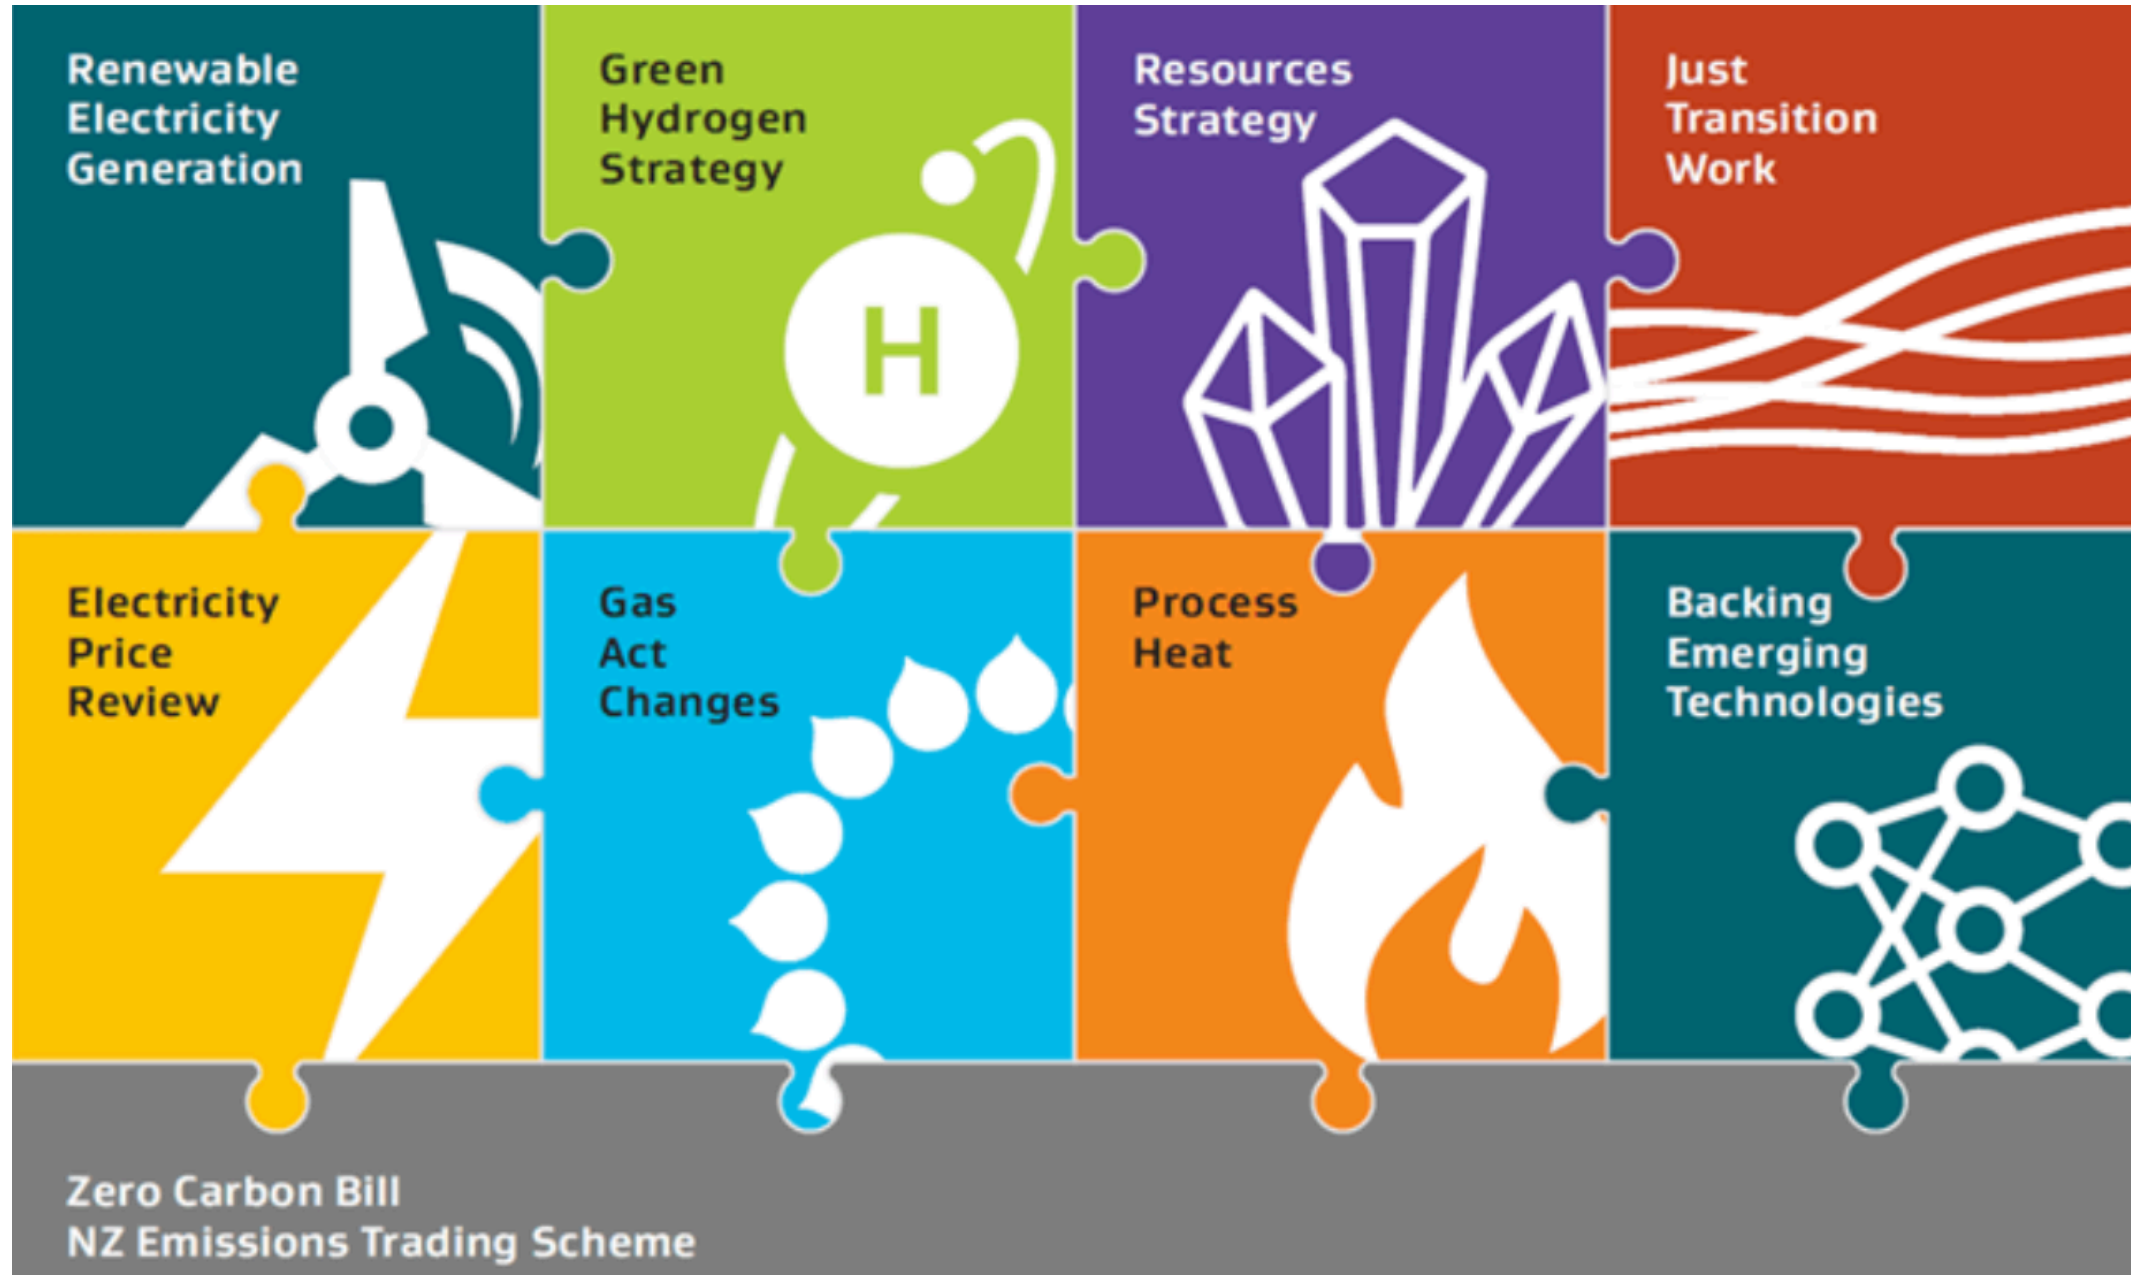 Renewable
Electricity
Generation
Green
Hydrogen
Strategy
H
Resources
Strategy
Just
Transition
Work
Electricity
Price
Review
Gas
Act
Changes
Process
Heat
Backing
Emerging
Technologies
Zero Carbon Bill
NZ Emissions Trading Scheme